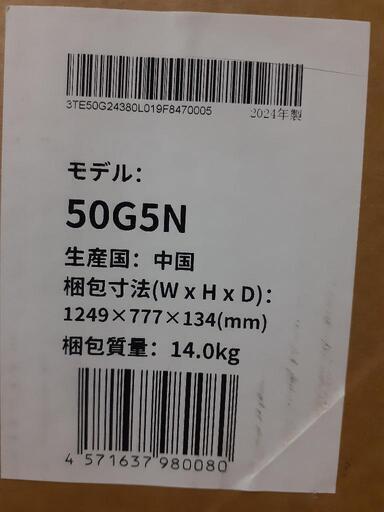 3TE50G24380L019F8470005
2024年製
モデル：
50G5N
生産国：中国
梱包寸法(W x H x D)：
1249×777×134(mm)
梱包質量：14.0kg
4 571637 980080